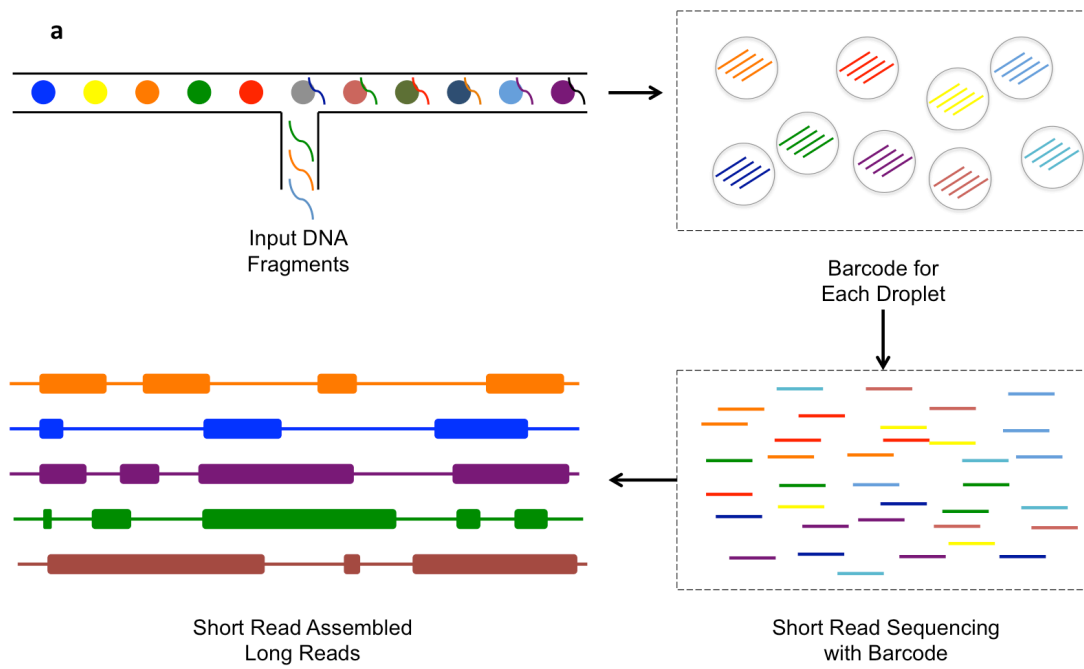 a
Input DNA
Fragments
Barcode for
Each Droplet
Short Read Assembled
Long Reads
Short Read Sequencing
with Barcode